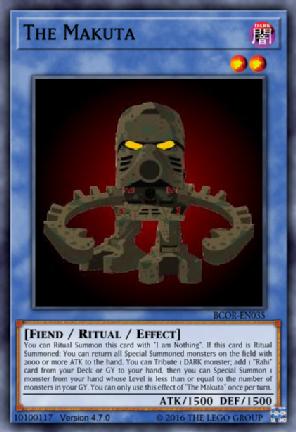 The Makuta
DARK
闇
BCOR-EN035
[Fiend / Ritual / Effect]
You can Ritual Summon this card with "I am Nothing". If this card is Ritual
Summoned: You can return all Special Summoned monsters on the field with
2000 or more ATK to the hand. You can Tribute 1 DARK monster; add 1 "Rahi"
card from your Deck or GY to your hand, then you can Special Summon 1
monster from your hand whose Level is less than or equal to the number of
monsters in your GY. You can only use this effect of "The Makuta" once per turn.
ATK/1500 DEF/1500
10100117 Version 4.7.0 ©2016 THE LEGO GROUP